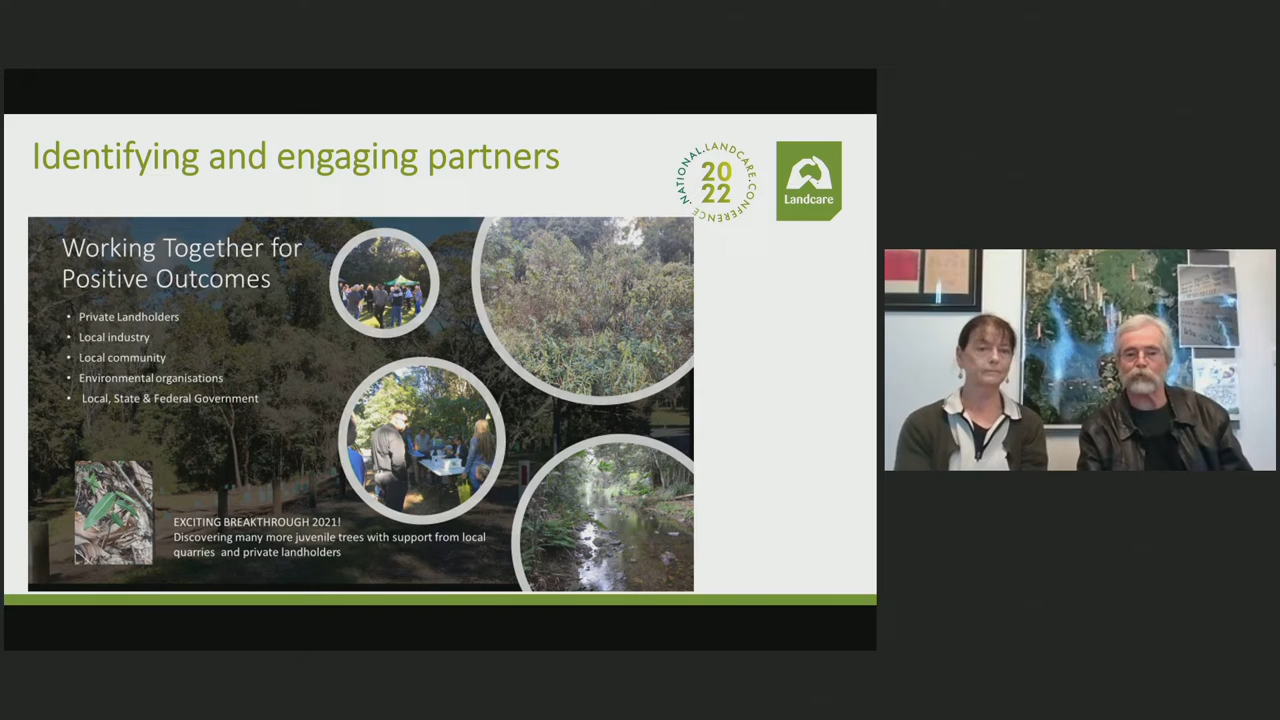 Identifying and engaging partners
NATIONAL.LANDCARE.CONFERENCE.
20
22
Landcare
Working Together for
Positive Outcomes
• Private Landholders
• Local industry
• Local community
• Environmental organisations
• Local, State & Federal Government
EXCITING BREAKTHROUGH 2021!
Discovering many more juvenile trees with support from local
quarries and private landholders